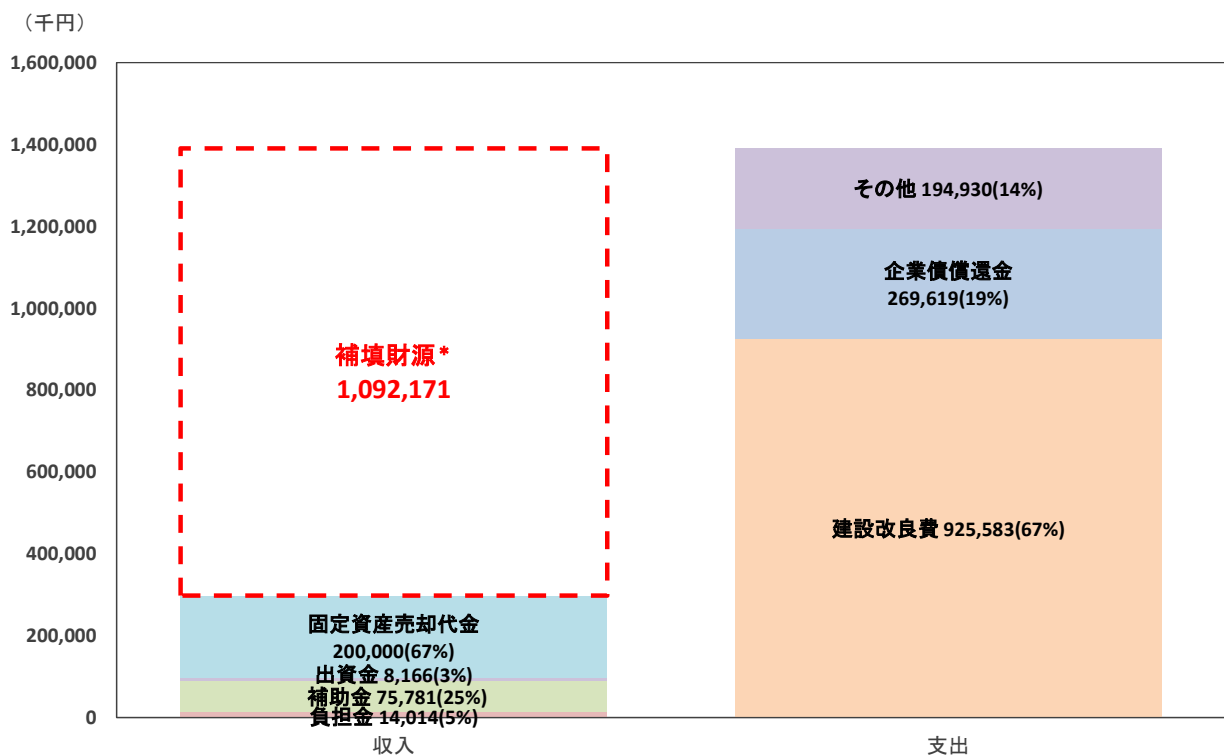 （千円）
1,600,000
1,400,000
1,200,000
1,000,000
800,000
600,000
400,000
200,000
0
補填財源*
1,092,171
固定資産売却代金
200,000(67%)
出資金 8,166(3%)
補助金 75,781(25%)
負担金 14,014(5%)
その他 194,930(14%)
企業債償還金
269,619(19%)
建設改良費 925,583(67%)
収入
支出